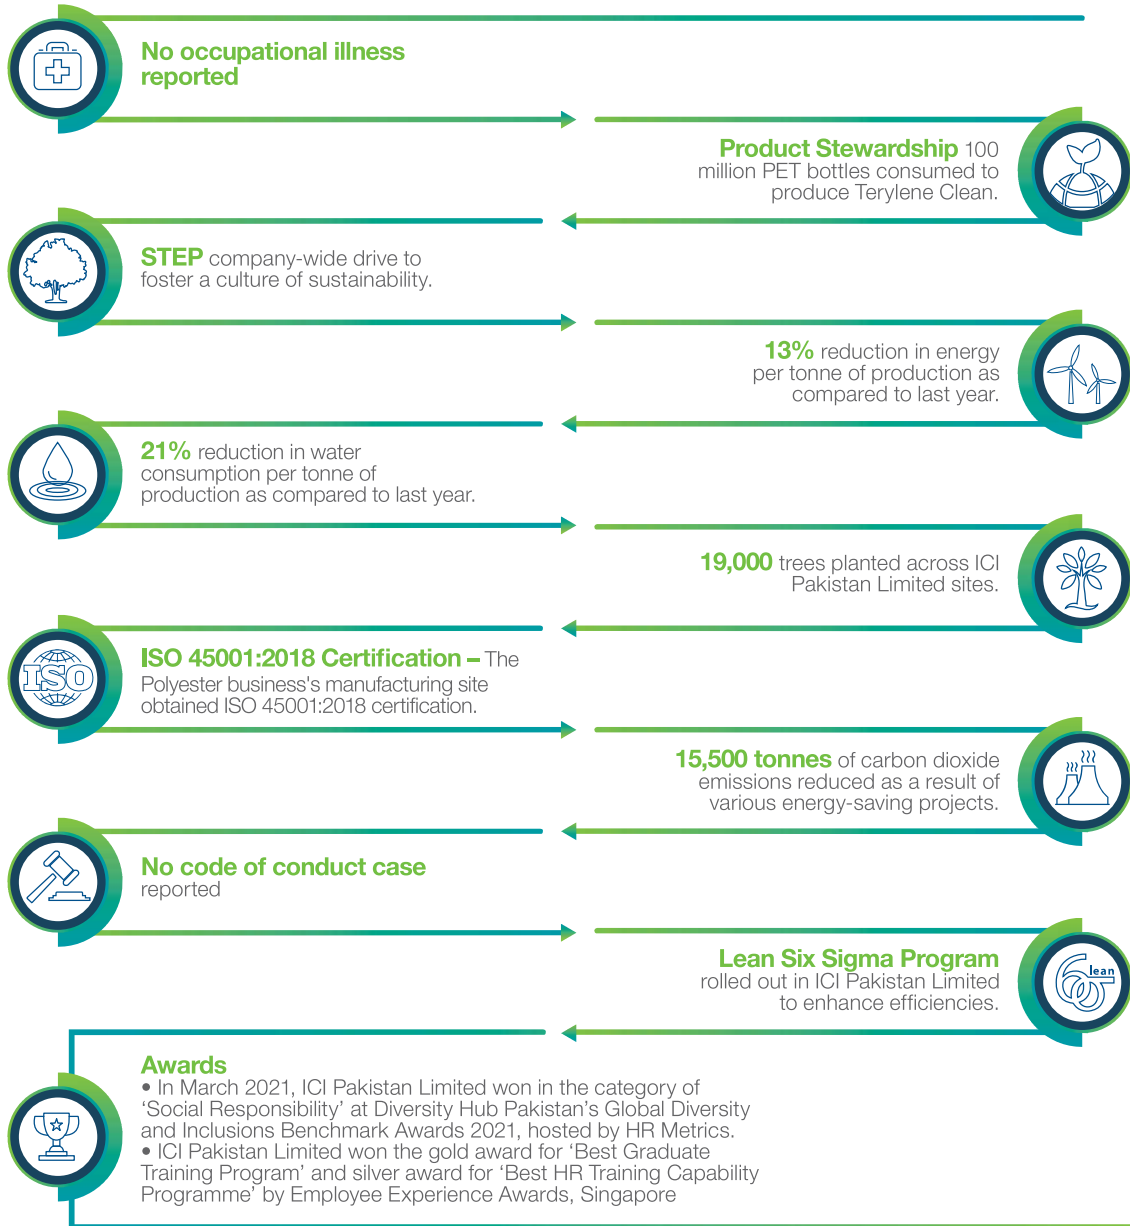 No occupational illness
reported
Product Stewardship 100
million PET bottles consumed to
produce Terylene Clean.
STEP company-wide drive to
foster a culture of sustainability.
13% reduction in energy
per tonne of production as
compared to last year.
21% reduction in water
consumption per tonne of
production as compared to last year.
19,000 trees planted across ICI
Pakistan Limited sites.
ISO
ISO 45001:2018 Certification – The
Polyester business's manufacturing site
obtained ISO 45001:2018 certification.
15,500 tonnes of carbon dioxide
emissions reduced as a result of
various energy-saving projects.
No code of conduct case
reported
Lean Six Sigma Program
rolled out in ICI Pakistan Limited
to enhance efficiencies.
6σ lean
Awards
• In March 2021, ICI Pakistan Limited won in the category of
‘Social Responsibility’ at Diversity Hub Pakistan’s Global Diversity
and Inclusions Benchmark Awards 2021, hosted by HR Metrics.
• ICI Pakistan Limited won the gold award for ‘Best Graduate
Training Program’ and silver award for ‘Best HR Training Capability
Programme’ by Employee Experience Awards, Singapore